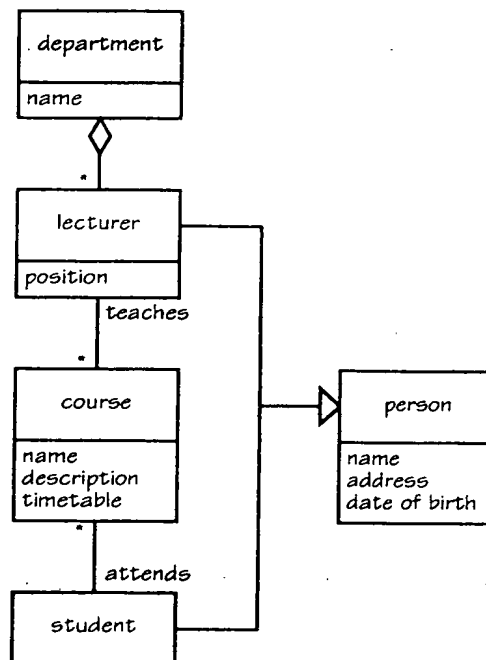 department
name
*
lecturer
position
teaches
*
course
name
description
timetable
*
attends
student
person
name
address
date of birth